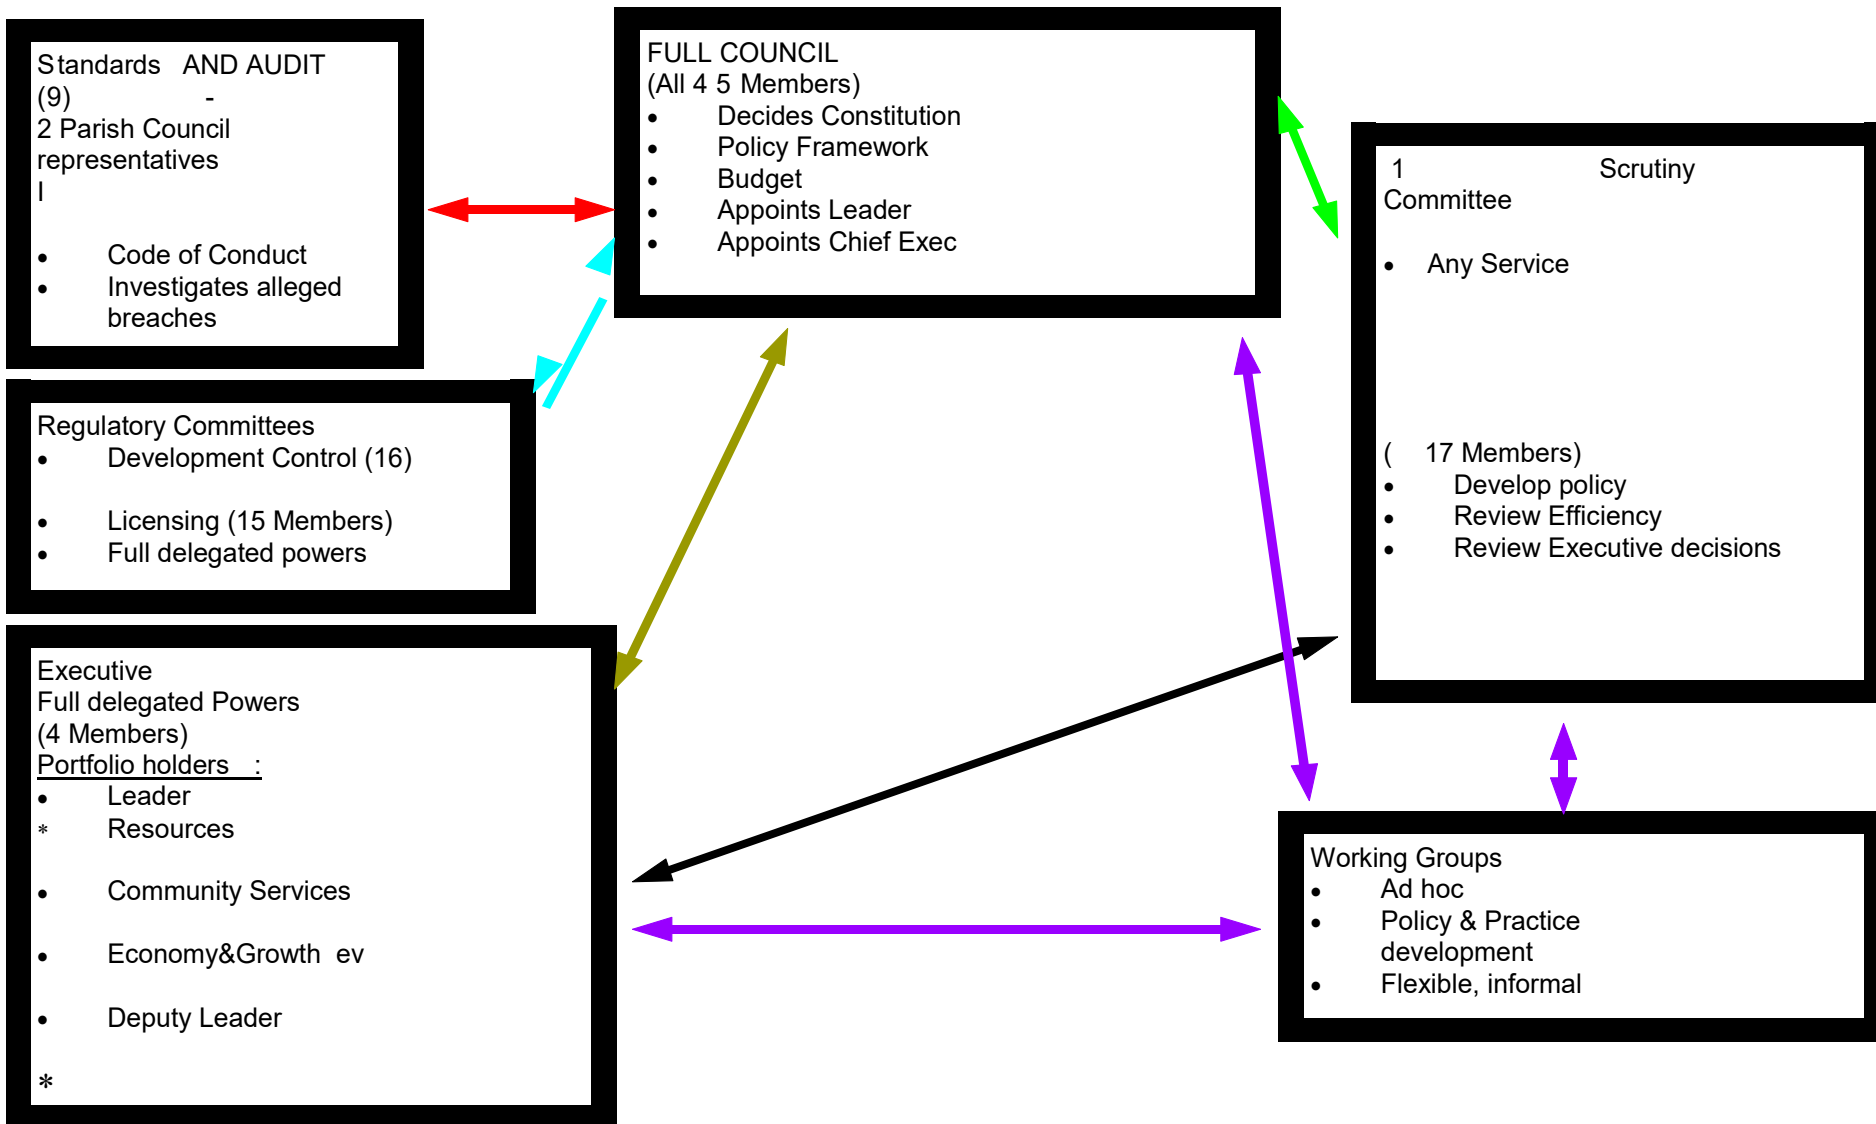 Standards AND AUDIT
(9) -
2 Parish Council
representatives
I
• Code of Conduct
• Investigates alleged
breaches
FULL COUNCIL
(All 4 5 Members)
• Decides Constitution
• Policy Framework
• Budget
• Appoints Leader
• Appoints Chief Exec
1 Scrutiny
Committee
• Any Service
( 17 Members)
• Develop policy
• Review Efficiency
• Review Executive decisions
Regulatory Committees
• Development Control (16)
• Licensing (15 Members)
• Full delegated powers
Executive
Full delegated Powers
(4 Members)
Portfolio holders :
• Leader
* Resources
• Community Services
• Economy&Growth ev
• Deputy Leader
*
Working Groups
• Ad hoc
• Policy & Practice
development
• Flexible, informal